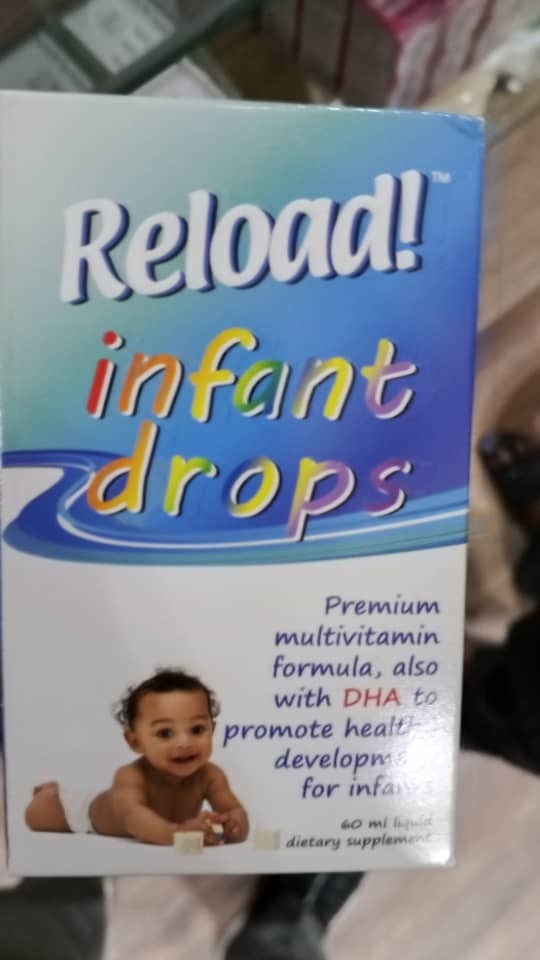 Reload!™
infant
drops
Premium
multivitamin
formula, also
with DHA to
promote
for
60 ml liquid
dietary supplement